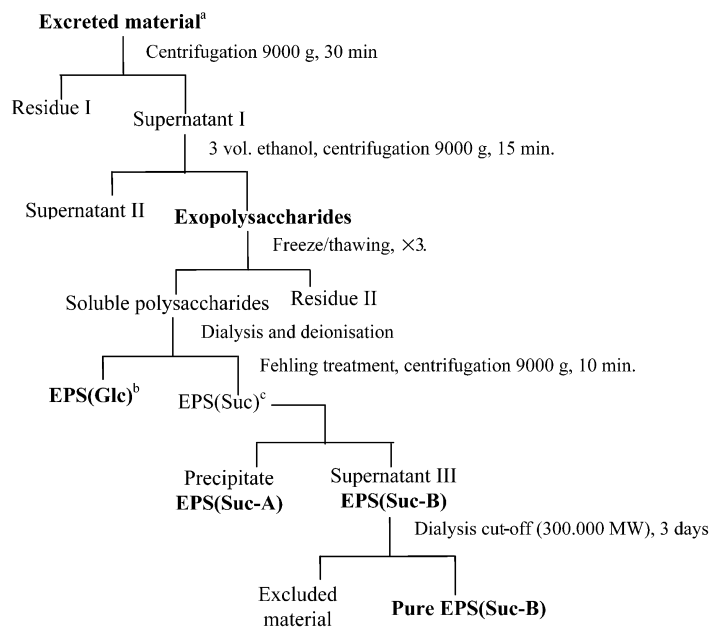 Excreted materialᵃ
Centrifugation 9000 g, 30 min
Residue I
Supernatant I
3 vol. ethanol, centrifugation 9000 g, 15 min.
Supernatant II
Exopolysaccharides
Freeze/thawing, ×3.
Soluble polysaccharides
Residue II
Dialysis and deionisation
Fehling treatment, centrifugation 9000 g, 10 min.
EPS(Glc)ᵇ
EPS(Suc)ᶜ
Precipitate
EPS(Suc-A)
Supernatant III
EPS(Suc-B)
Dialysis cut-off (300.000 MW), 3 days
Excluded
material
Pure EPS(Suc-B)